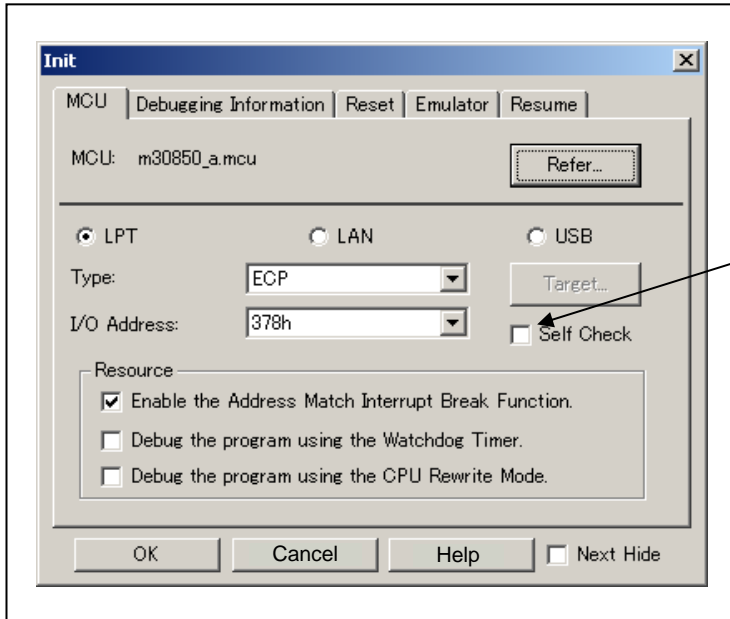 Init
MCU Debugging Information Reset Emulator Resume
MCU: m30850_a.mcu Refer...
LPT LAN USB
Type: ECP Target...
I/O Address: 378h Self Check
Resource
Enable the Address Match Interrupt Break Function.
Debug the program using the Watchdog Timer.
Debug the program using the CPU Rewrite Mode.
OK Cancel Help Next Hide